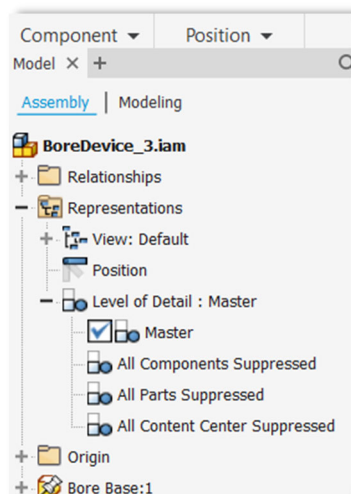 Component Position
Model × +
Assembly | Modeling
BoreDevice_3.iam
Relationships
Representations
View: Default
Position
Level of Detail : Master
Master
All Components Suppressed
All Parts Suppressed
All Content Center Suppressed
Origin
Bore Base:1